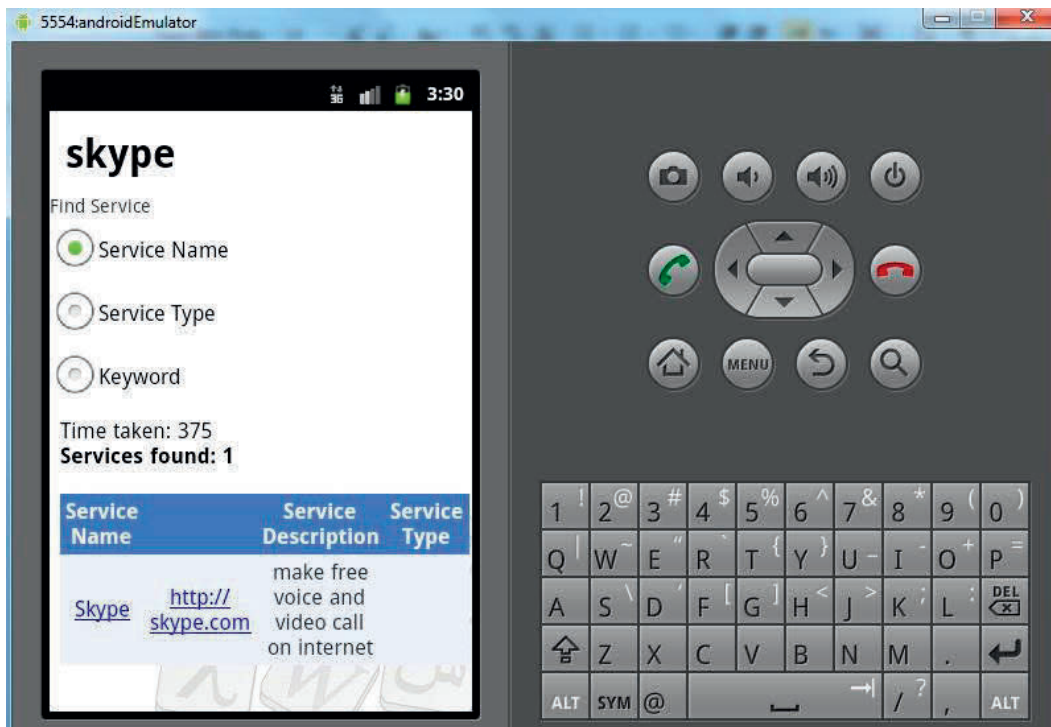 5554:androidEmulator
3G 3:30
skype
Find Service
Service Name
Service Type
Keyword
Time taken: 375
Services found: 1
Service Name Service Description Service Type
Skype http://skype.com make free voice and video call on internet
MENU
1 ! 2 @ 3 # 4 $ 5 % 6 ^ 7 & 8 * 9 ( 0 )
Q | W ~ E " R ` T { Y } U _ I - O + P =
A S \ D ' F [ G ] H < J > K ; L : DEL
Z X C V B N M .
ALT SYM @ / ? , ALT